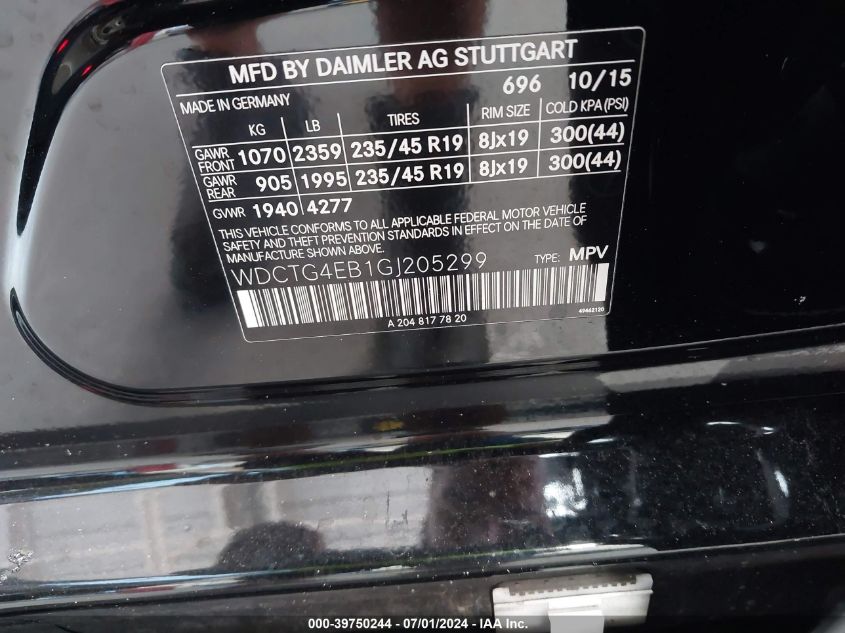 MFD BY DAIMLER AG STUTTGART
696 10/15
MADE IN GERMANY
KG LB TIRES RIM SIZE COLD KPA (PSI)
GAWR FRONT 1070 2359 235/45 R19 8Jx19 300(44)
GAWR REAR 905 1995 235/45 R19 8Jx19 300(44)
GVWR 1940 4277
THIS VEHICLE CONFORMS TO ALL APPLICABLE FEDERAL MOTOR VEHICLE
SAFETY AND THEFT PREVENTION STANDARDS IN EFFECT ON THE DATE OF
MANUFACTURE SHOWN ABOVE.
WDCTG4EB1GJ205299 TYPE: MPV
A 204 817 78 20 49462120
000-39750244 - 07/01/2024 - IAA Inc.